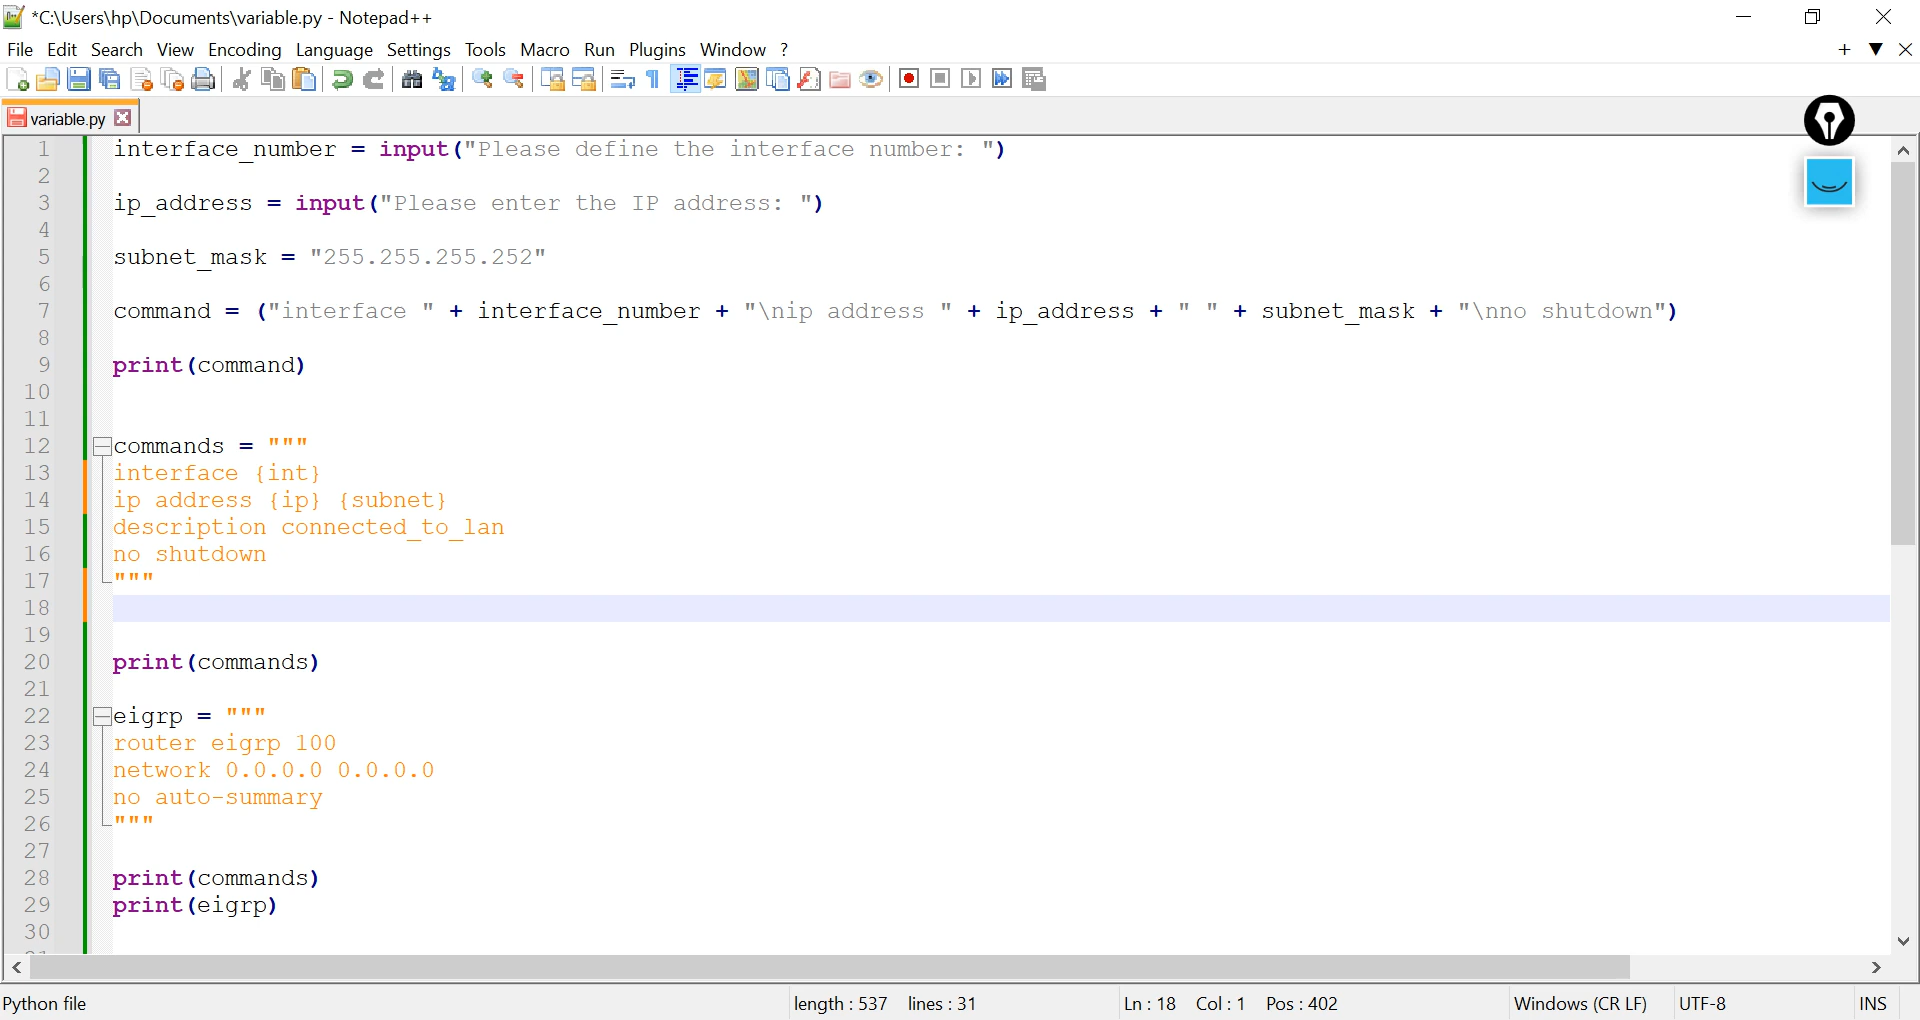 *C:\Users\hp\Documents\variable.py - Notepad++
File Edit Search View Encoding Language Settings Tools Macro Run Plugins Window ?
variable.py
1 interface_number = input("Please define the interface number: ")
2
3 ip_address = input("Please enter the IP address: ")
4
5 subnet_mask = "255.255.255.252"
6
7 command = ("interface " + interface_number + "\nip address " + ip_address + " " + subnet_mask + "\nno shutdown")
8
9 print(command)
10
11
12 commands = """
13 interface {int}
14 ip address {ip} {subnet}
15 description connected_to_lan
16 no shutdown
17 """
18
19
20 print(commands)
21
22 eigrp = """
23 router eigrp 100
24 network 0.0.0.0 0.0.0.0
25 no auto-summary
26 """
27
28 print(commands)
29 print(eigrp)
30
Python file length : 537 lines : 31 Ln : 18 Col : 1 Pos : 402 Windows (CR LF) UTF-8 INS